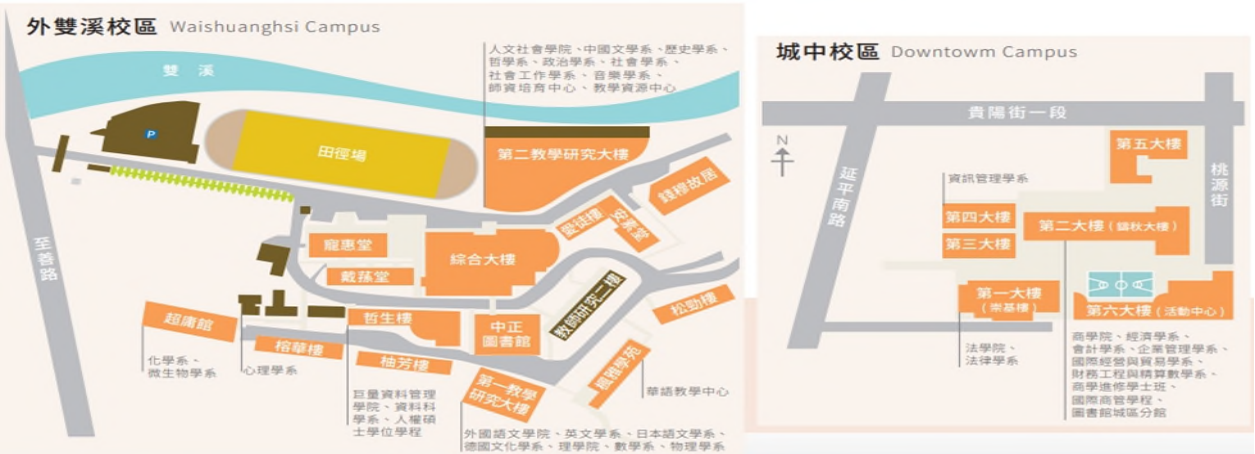 外雙溪校區 Waishuanghsi Campus
雙 溪
人文社會學院、中國文學系、歷史學系、
哲學系、政治學系、社會學系、
社會工作學系、音樂學系、
師資培育中心、教學資源中心
P
田徑場
第二教學研究大樓
錢穆故居
愛徒樓
安素堂
至善路
寵惠堂
綜合大樓
戴蓀堂
教師研究二樓
松勁樓
超庸館
哲生樓
中正
圖書館
榕華樓
柚芳樓
楓雅學苑
化學系、
微生物學系
心理學系
第一教學
研究大樓
華語教學中心
巨量資料管理
學院、資料科
學系、人權碩
士學位學程
外國語文學院、英文學系、日本語文學系、
德國文化學系、理學院、數學系、物理學系
城中校區 Downtowm Campus
貴陽街一段
N
第五大樓
延平南路
桃源街
資訊管理學系
第四大樓
第二大樓(鑄秋大樓)
第三大樓
第一大樓
(崇基樓)
第六大樓(活動中心)
法學院、
法律學系
商學院、經濟學系、
會計學系、企業管理學系、
國際經營與貿易學系、
財務工程與精算數學系、
商學進修學士班、
國際商管學程、
圖書館城區分館